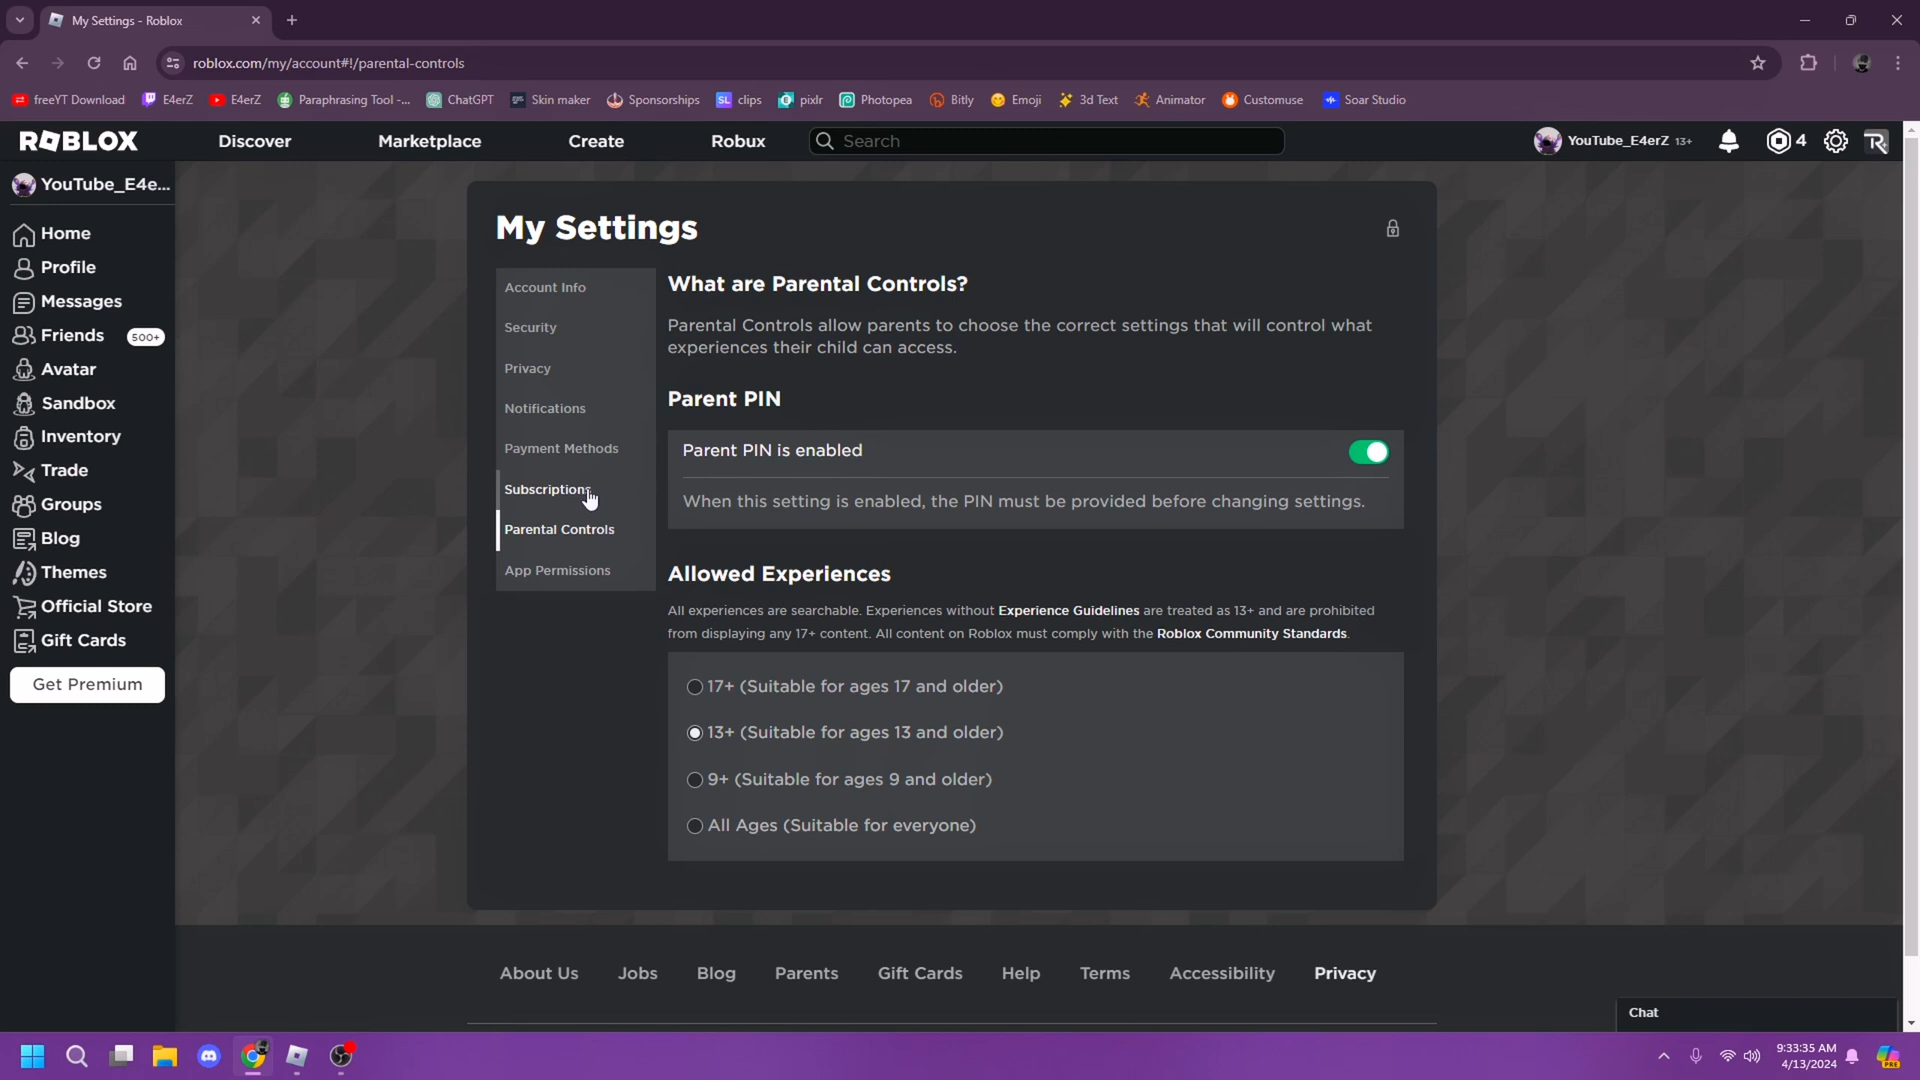 My Settings - Roblox
roblox.com/my/account#!/parental-controls
freeYT Download
E4erZ
E4erZ
Paraphrasing Tool -...
ChatGPT
Skin maker
Sponsorships
SL clips
pixlr
Photopea
Bitly
Emoji
3d Text
Animator
Customuse
Soar Studio
ROBLOX
Discover
Marketplace
Create
Robux
Search
YouTube_E4erZ 13+
4
YouTube_E4e...
Home
Profile
Messages
Friends 500+
Avatar
Sandbox
Inventory
Trade
Groups
Blog
Themes
Official Store
Gift Cards
Get Premium
My Settings
Account Info
Security
Privacy
Notifications
Payment Methods
Subscriptions
Parental Controls
App Permissions
What are Parental Controls?
Parental Controls allow parents to choose the correct settings that will control what
experiences their child can access.
Parent PIN
Parent PIN is enabled
When this setting is enabled, the PIN must be provided before changing settings.
Allowed Experiences
All experiences are searchable. Experiences without Experience Guidelines are treated as 13+ and are prohibited
from displaying any 17+ content. All content on Roblox must comply with the Roblox Community Standards.
17+ (Suitable for ages 17 and older)
13+ (Suitable for ages 13 and older)
9+ (Suitable for ages 9 and older)
All Ages (Suitable for everyone)
About Us
Jobs
Blog
Parents
Gift Cards
Help
Terms
Accessibility
Privacy
Chat
9:33:35 AM
4/13/2024
PRE